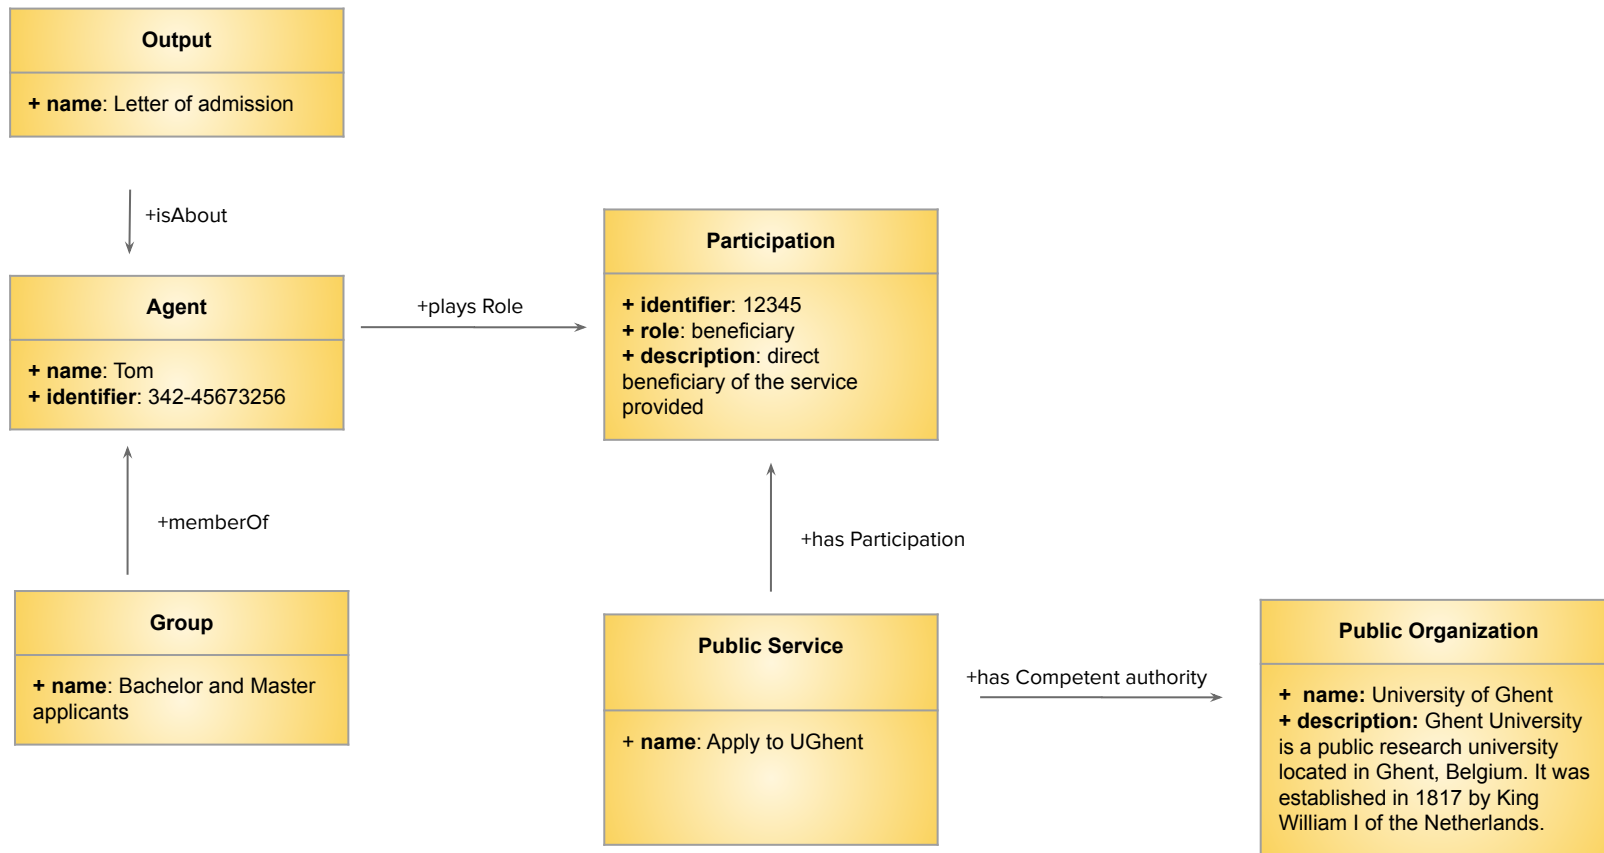 Output
+ name: Letter of admission
+isAbout
Agent
+ name: Tom
+ identifier: 342-45673256
+plays Role
Participation
+ identifier: 12345
+ role: beneficiary
+ description: direct
beneficiary of the service
provided
+memberOf
+has Participation
Group
+ name: Bachelor and Master
applicants
Public Service
+ name: Apply to UGhent
+has Competent authority
Public Organization
+ name: University of Ghent
+ description: Ghent University
is a public research university
located in Ghent, Belgium. It was
established in 1817 by King
William I of the Netherlands.